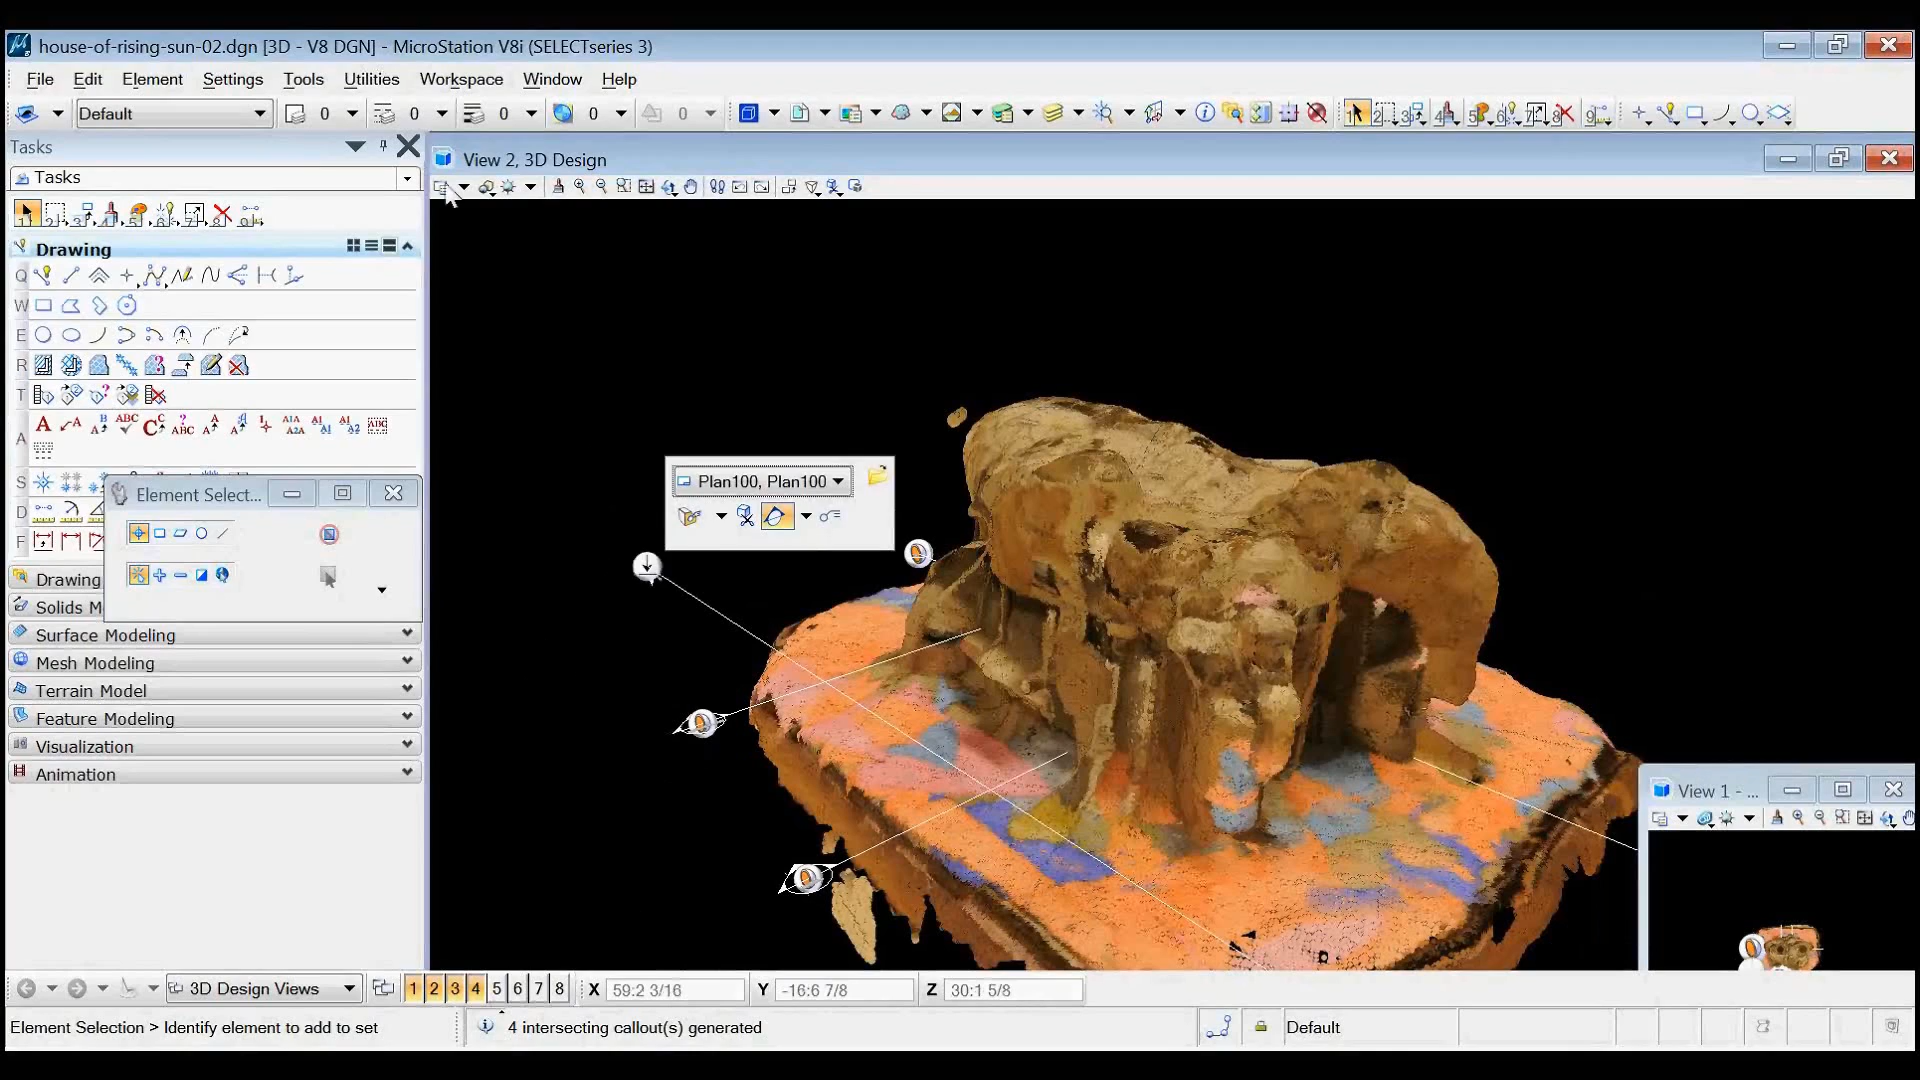 house-of-rising-sun-02.dgn [3D - V8 DGN] - MicroStation V8i (SELECTseries 3)
File Edit Element Settings Tools Utilities Workspace Window Help
Default 0 0 0 0 0
Tasks
View 2, 3D Design
Tasks
Drawing
Q
W
E
R
T
A
S
D
F
Element Select...
Plan100, Plan100
Drawing
Solids M
Surface Modeling
Mesh Modeling
Terrain Model
Feature Modeling
Visualization
Animation
View 1 - ...
3D Design Views 1 2 3 4 5 6 7 8 X 59:2 3/16 Y -16:6 7/8 Z 30:1 5/8
Element Selection > Identify element to add to set 4 intersecting callout(s) generated Default